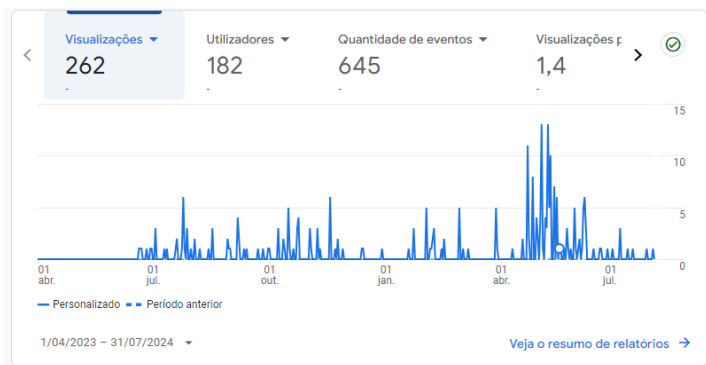 Visualizações Utilizadores Quantidade de eventos Visualizações p
262 182 645 1,4
- - - -
15
10
5
0
01 01 01 01 01 01
abr. jul. out. jan. abr. jul.
Personalizado Período anterior
1/04/2023 – 31/07/2024 Veja o resumo de relatórios